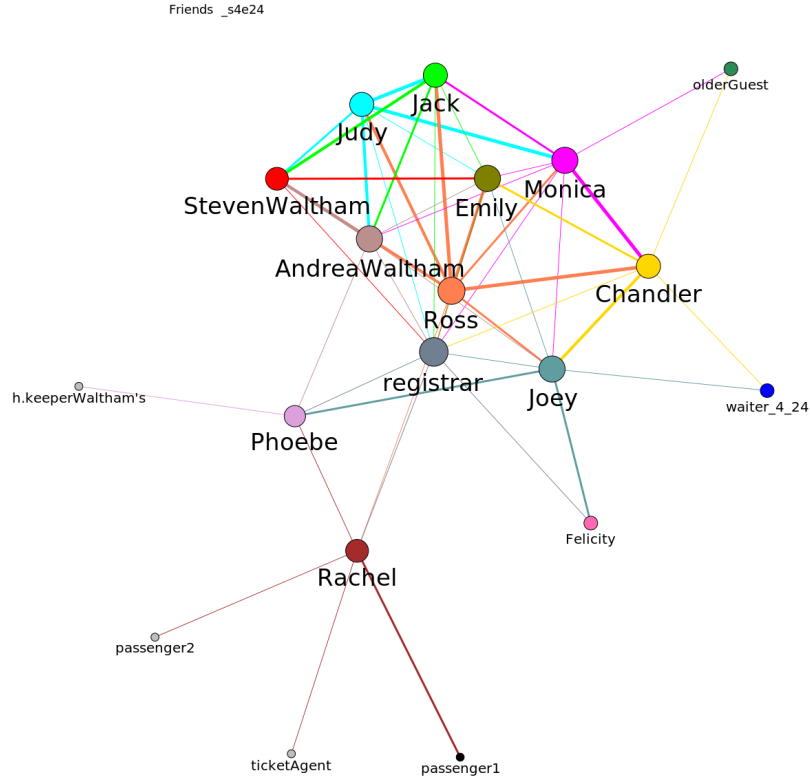 Friends _s4e24
olderGuest
Jack
Judy
Monica
StevenWaltham
Emily
AndreaWaltham
Chandler
Ross
registrar
h.keeperWaltham's
Joey
waiter_4_24
Phoebe
Felicity
Rachel
passenger2
ticketAgent
passenger1